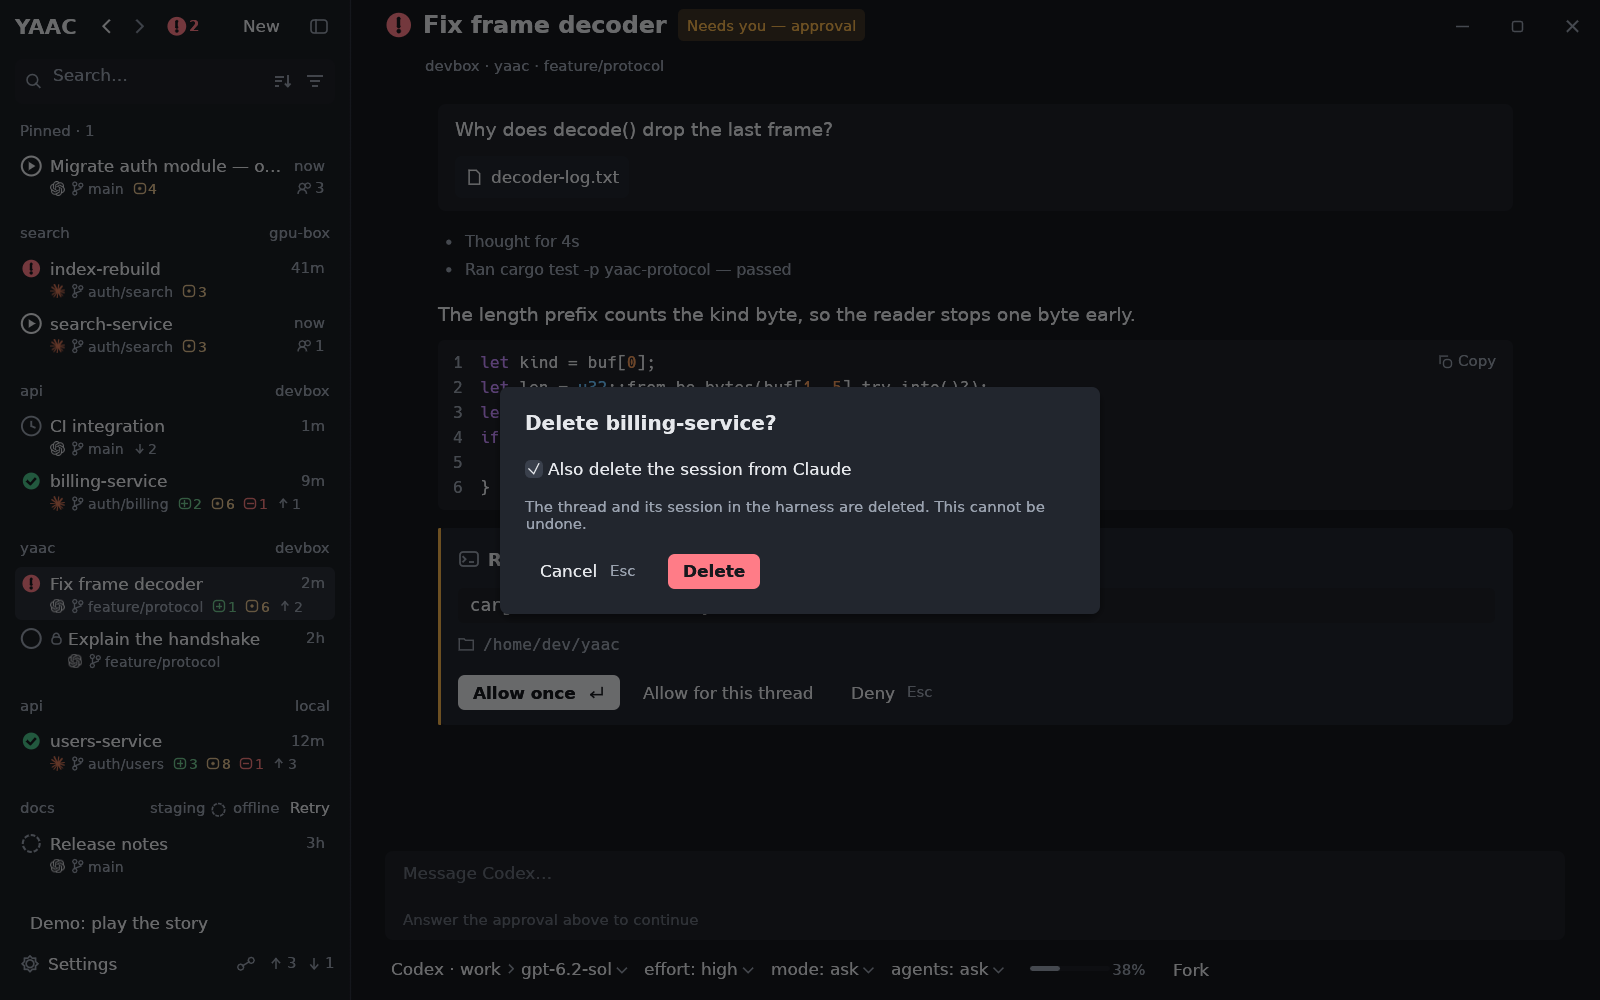 YAAC
2
New
Search...
Pinned · 1
Migrate auth module — o... now
main 4 3
search gpu-box
index-rebuild 41m
auth/search 3
search-service now
auth/search 3 1
api devbox
CI integration 1m
main ↓2
billing-service 9m
auth/billing 2 6 1 ↑1
yaac devbox
Fix frame decoder 2m
feature/protocol 1 6 ↑2
Explain the handshake 2h
feature/protocol
api local
users-service 12m
auth/users 3 8 1 ↑3
docs staging offline Retry
Release notes 3h
main
Demo: play the story
Settings ↑3 ↓1
Fix frame decoder Needs you — approval
devbox · yaac · feature/protocol
Why does decode() drop the last frame?
decoder-log.txt
• Thought for 4s
• Ran cargo test -p yaac-protocol — passed
The length prefix counts the kind byte, so the reader stops one byte early.
Copy
1 let kind = buf[0];
2 let len = u32::from_be_bytes(buf[1..5].try_into()?);
3 le
4 if
5
6 }
Delete billing-service?
Also delete the session from Claude
The thread and its session in the harness are deleted. This cannot be
undone.
Cancel Esc Delete
/home/dev/yaac
Allow once Allow for this thread Deny Esc
Message Codex...
Answer the approval above to continue
Codex · work gpt-6.2-sol effort: high mode: ask agents: ask 38% Fork